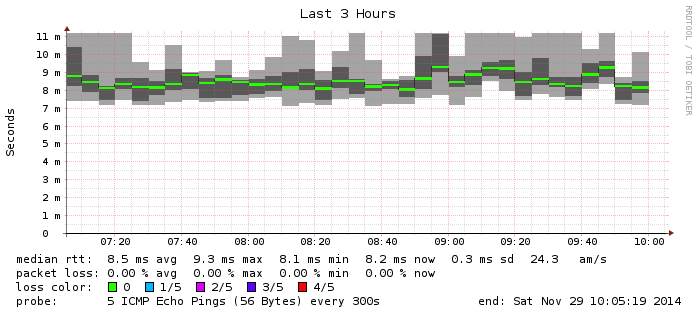 Last 3 Hours
RRDTOOL / TOBI OETIKER
Seconds
11 m
10 m
9 m
8 m
7 m
6 m
5 m
4 m
3 m
2 m
1 m
0
07:20 07:40 08:00 08:20 08:40 09:00 09:20 09:40 10:00
median rtt: 8.5 ms avg 9.3 ms max 8.1 ms min 8.2 ms now 0.3 ms sd 24.3 am/s
packet loss: 0.00 % avg 0.00 % max 0.00 % min 0.00 % now
loss color: 0 1/5 2/5 3/5 4/5
probe: 5 ICMP Echo Pings (56 Bytes) every 300s end: Sat Nov 29 10:05:19 2014